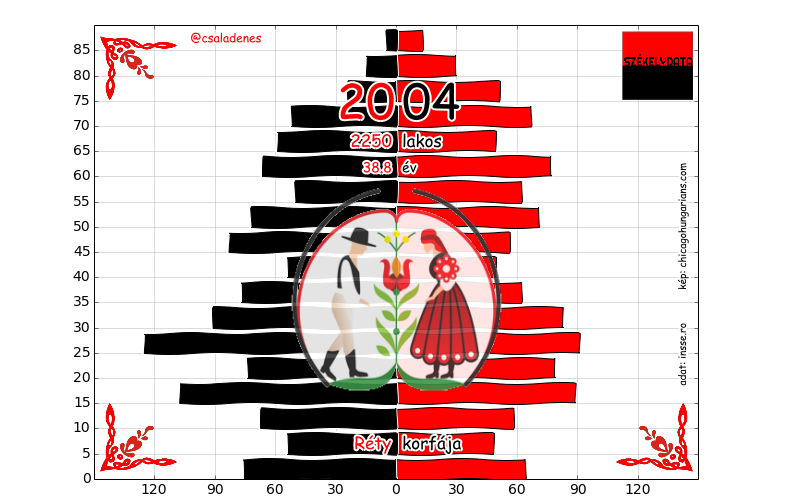 @csaladenes
SZÉKELYDATA
2004
2250 lakos
38.8 év
kép: chicagohungarians.com
adat: insse.ro
Réty korfája
85
80
75
70
65
60
55
50
45
40
35
30
25
20
15
10
5
0
120 90 60 30 0 30 60 90 120